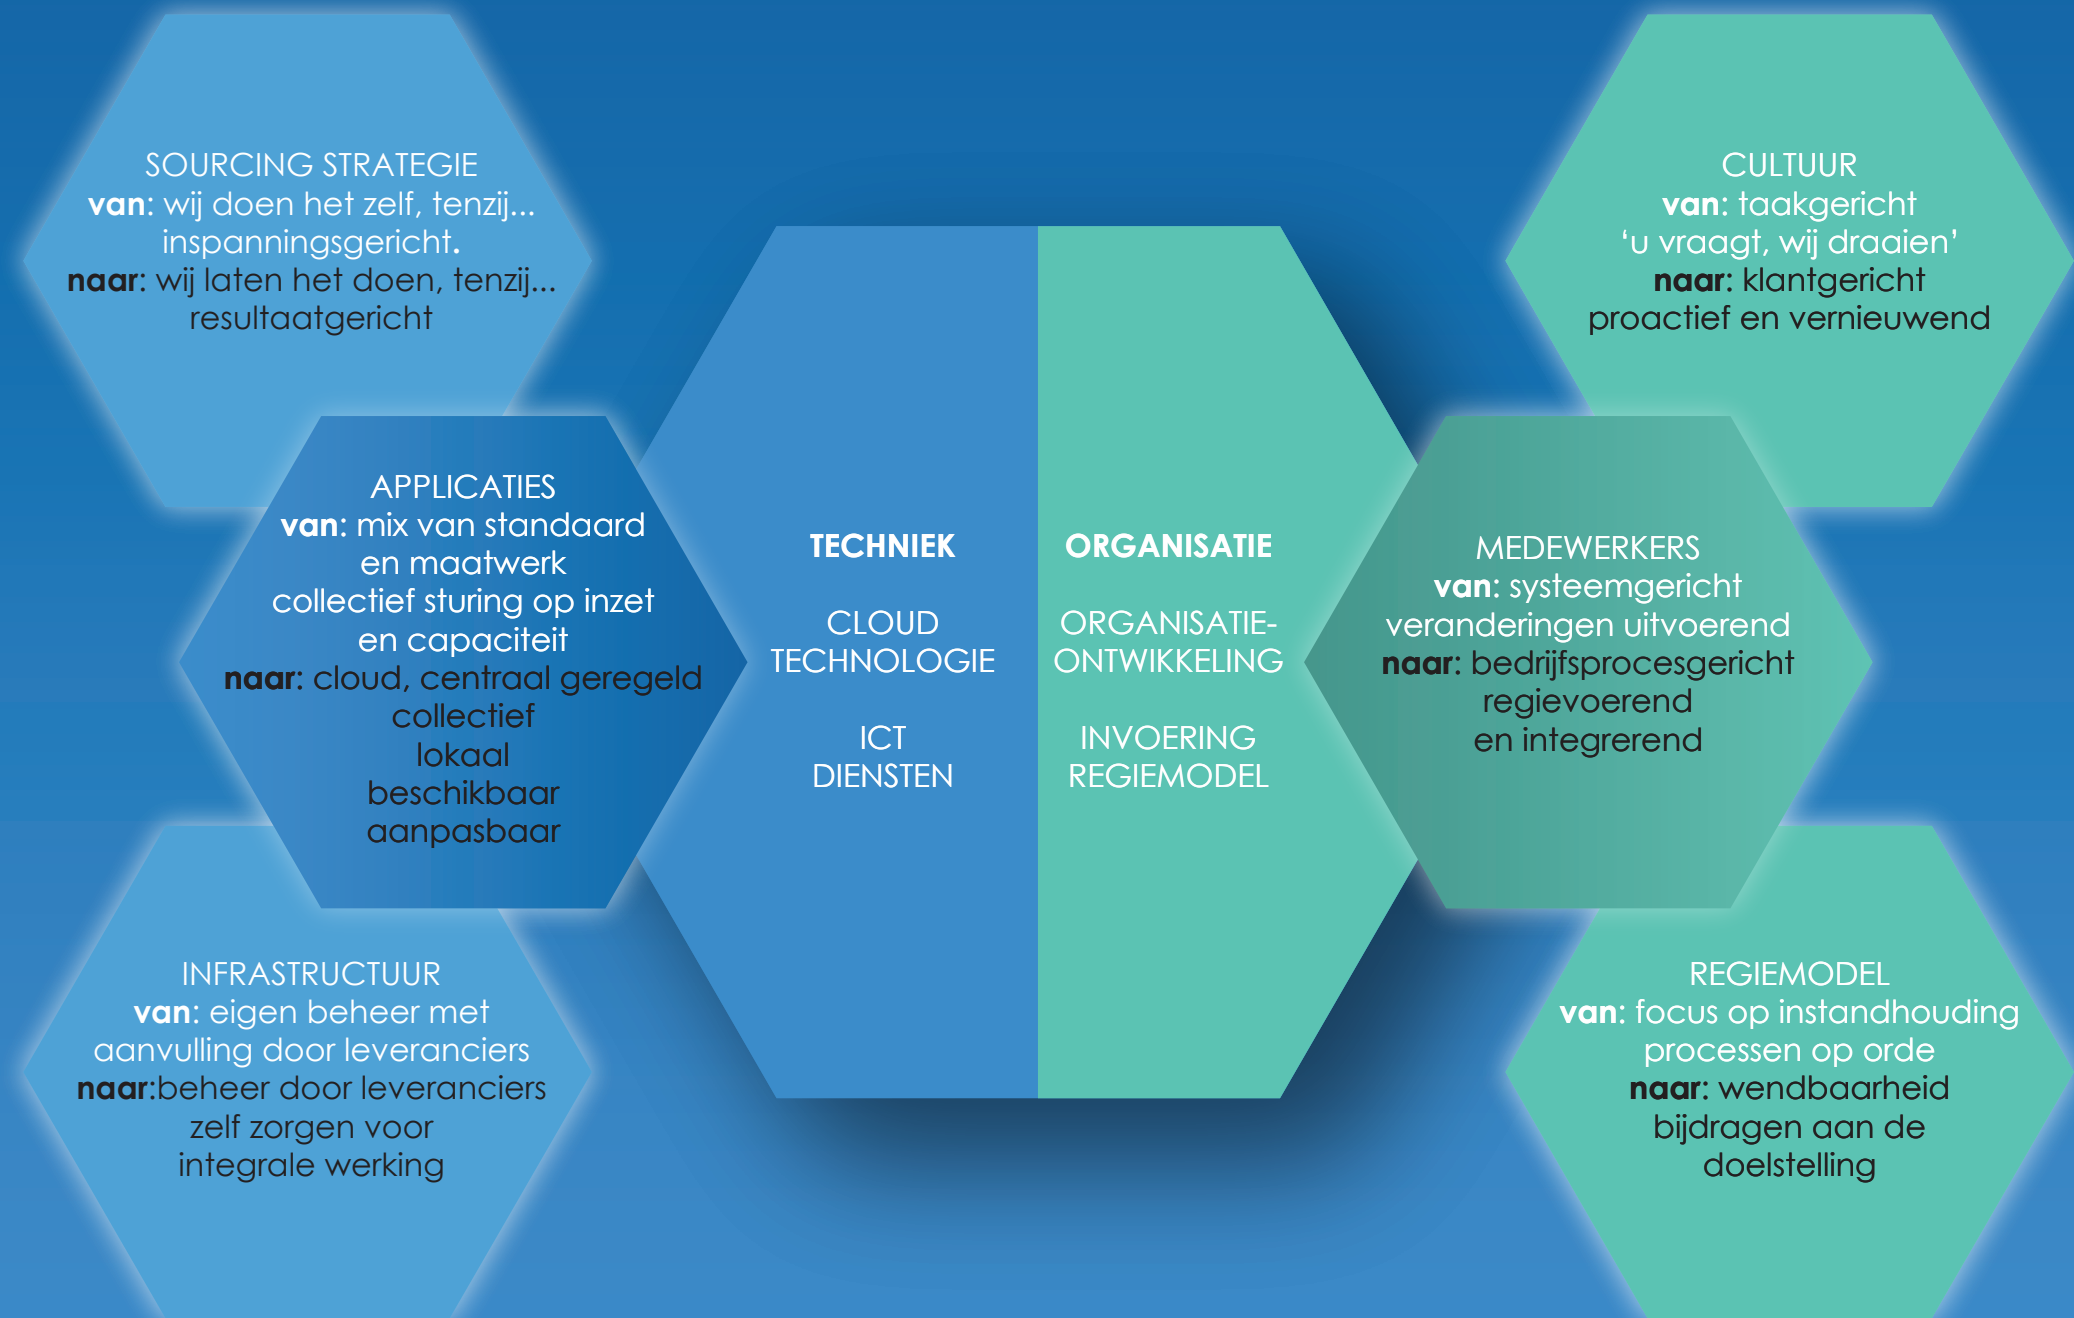 SOURCING STRATEGIE
van: wij doen het zelf, tenzij...
inspanningsgericht.
naar: wij laten het doen, tenzij...
resultaatgericht
APPLICATIES
van: mix van standaard
en maatwerk
collectief sturing op inzet
en capaciteit
naar: cloud, centraal geregeld
collectief
lokaal
beschikbaar
aanpasbaar
INFRASTRUCTUUR
van: eigen beheer met
aanvulling door leveranciers
naar:beheer door leveranciers
zelf zorgen voor
integrale werking
TECHNIEK
CLOUD
TECHNOLOGIE
ICT
DIENSTEN
ORGANISATIE
ORGANISATIE-
ONTWIKKELING
INVOERING
REGIEMODEL
CULTUUR
van: taakgericht
‘u vraagt, wij draaien’
naar: klantgericht
proactief en vernieuwend
MEDEWERKERS
van: systeemgericht
veranderingen uitvoerend
naar: bedrijfsprocesgericht
regievoerend
en integrerend
REGIEMODEL
van: focus op instandhouding
processen op orde
naar: wendbaarheid
bijdragen aan de
doelstelling